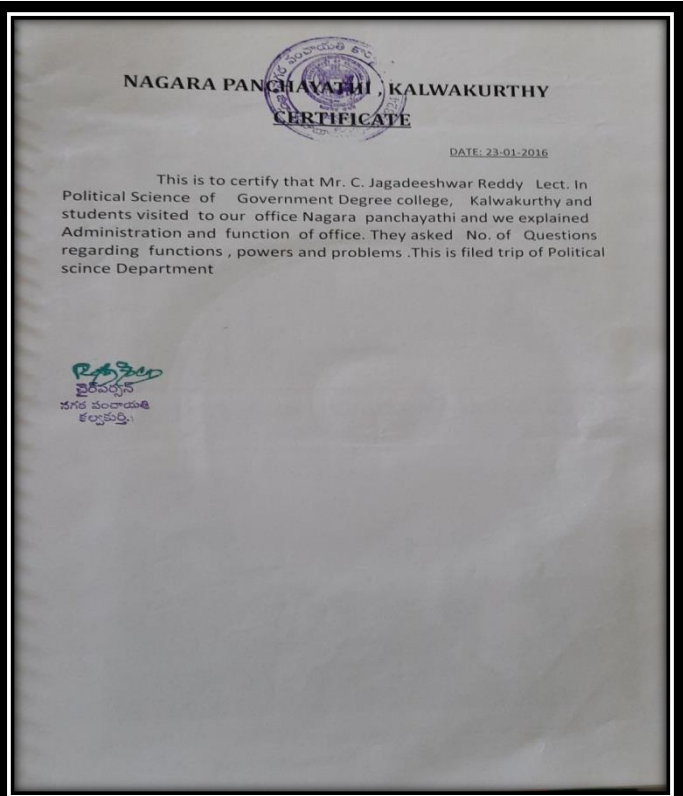 NAGARA PANCHAYATHI , KALWAKURTHY
CERTIFICATE
DATE: 23-01-2016
This is to certify that Mr. C. Jagadeeshwar Reddy Lect. In
Political Science of Government Degree college, Kalwakurthy and
students visited to our office Nagara panchayathi and we explained
Administration and function of office. They asked No. of Questions
regarding functions , powers and problems .This is filed trip of Political
scince Department
చైర్‌పర్సన్
నగర పంచాయతి
కల్వకుర్తి.